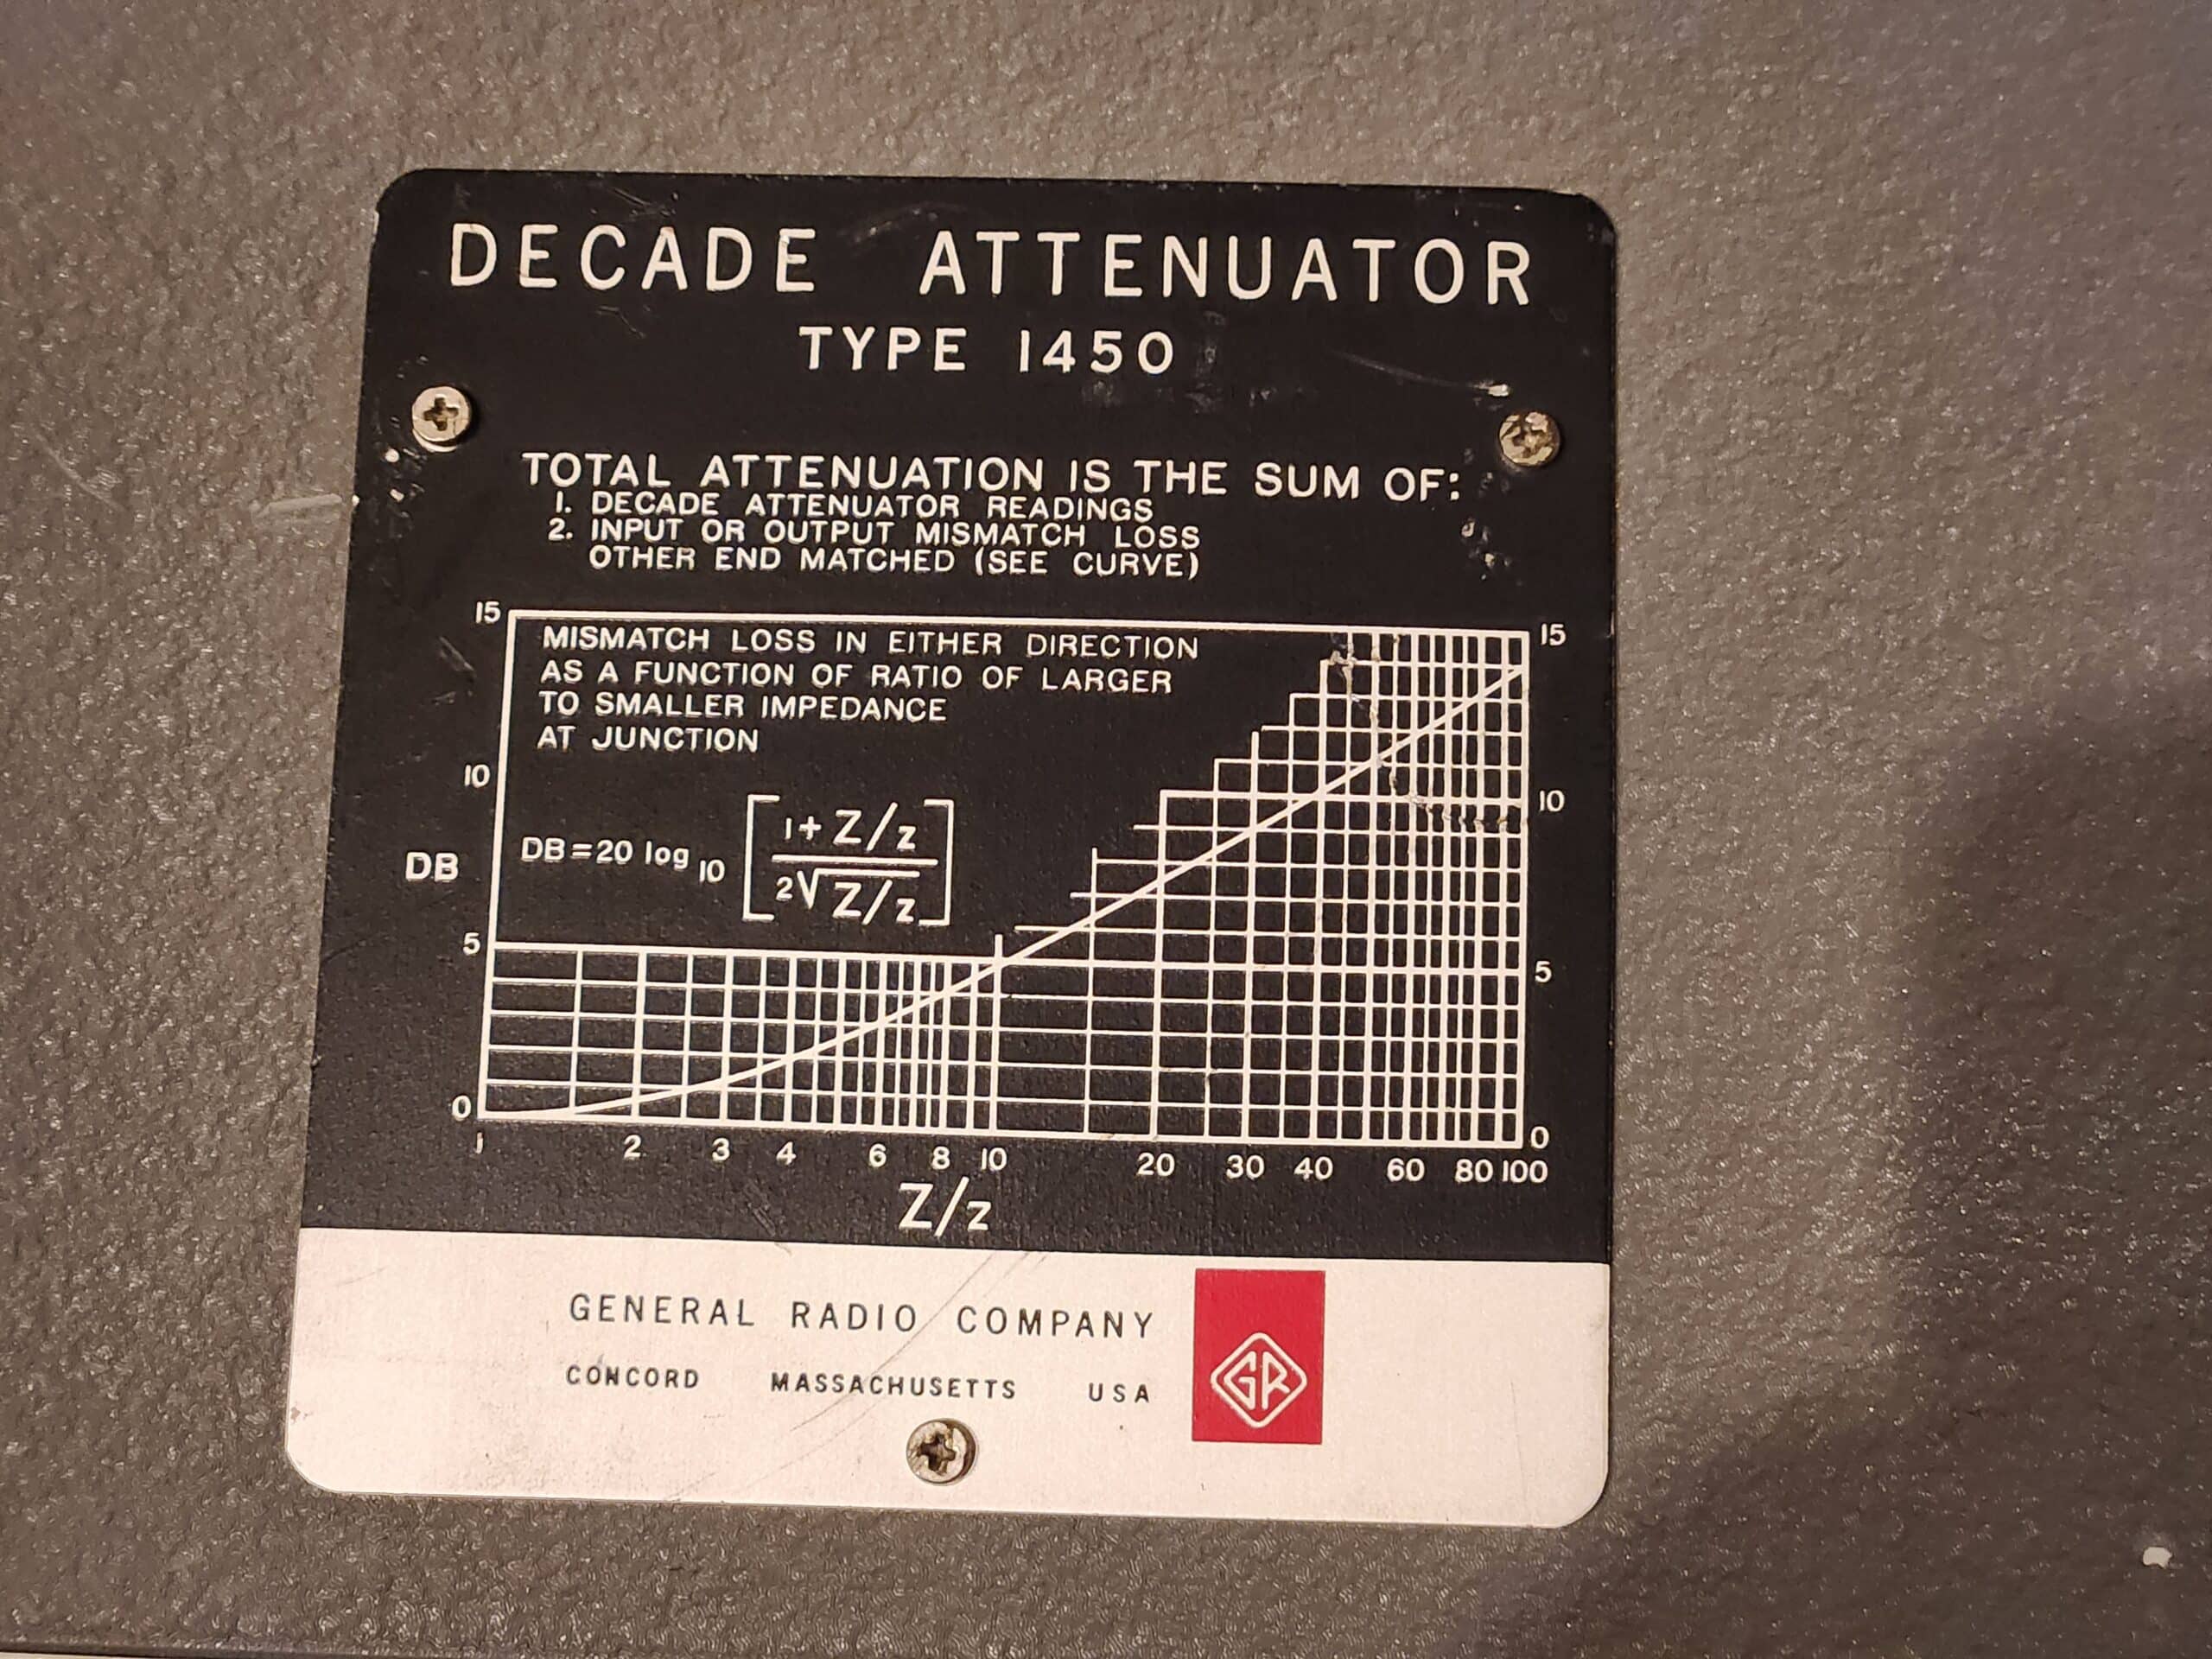 DECADE ATTENUATOR
TYPE 1450
TOTAL ATTENUATION IS THE SUM OF:
1. DECADE ATTENUATOR READINGS
2. INPUT OR OUTPUT MISMATCH LOSS
OTHER END MATCHED (SEE CURVE)
15 15
MISMATCH LOSS IN EITHER DIRECTION
AS A FUNCTION OF RATIO OF LARGER
TO SMALLER IMPEDANCE
AT JUNCTION
10 10
DB
DB=20 log 10 [1+Z/z / 2√Z/z]
5 5
0 0
1 2 3 4 6 8 10 20 30 40 60 80 100
Z/z
GENERAL RADIO COMPANY
CONCORD MASSACHUSETTS USA
GR